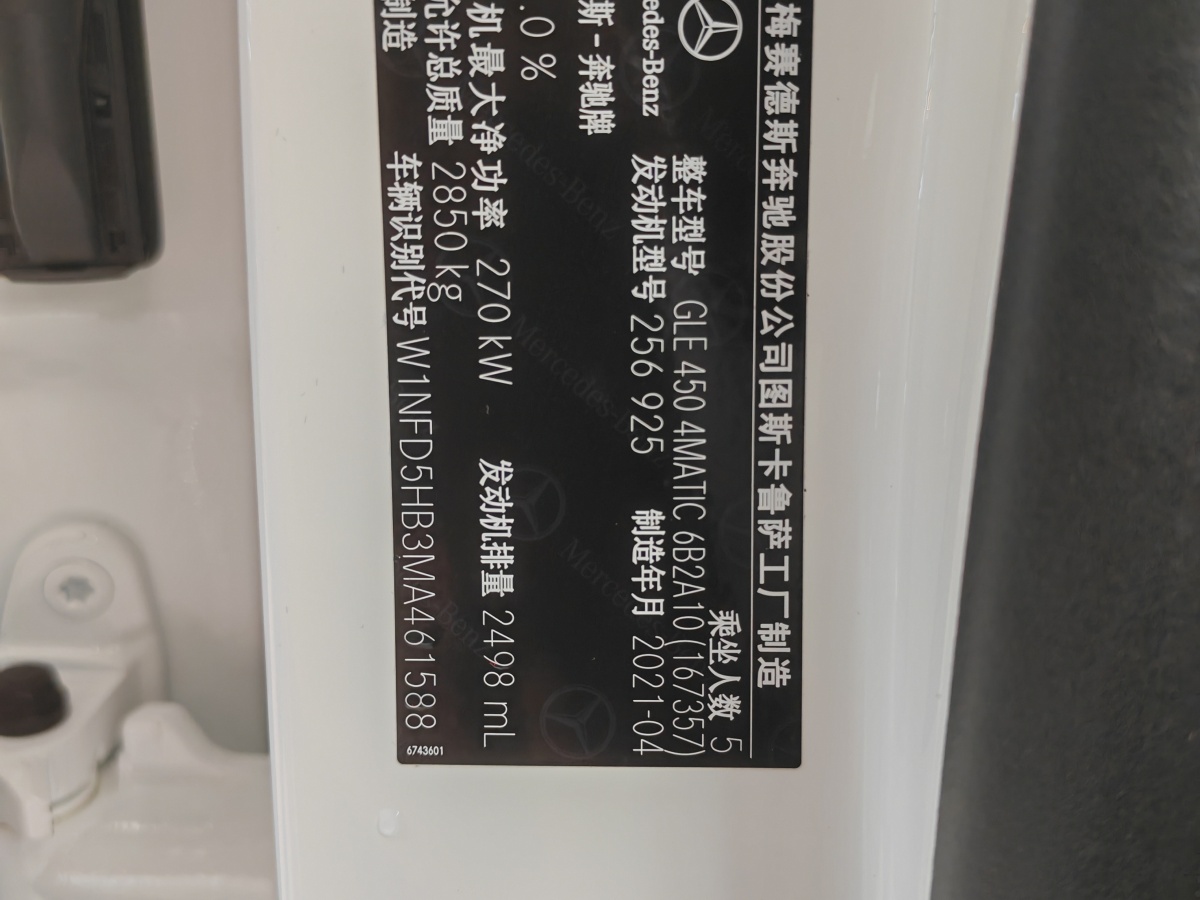 梅赛德斯奔驰股份公司图斯卡鲁萨工厂制造
乘坐人数 5
整车型号 GLE 450 4MATIC 6B2A10(167357)
edes-Benz
发动机型号 256 925 制造年月 2021-04
斯-奔驰牌
.0 %
机最大净功率 270 kW 发动机排量 2498 mL
允许总质量 2850 kg
制造
车辆识别代号 W1NFD5HB3MA461588
6743601